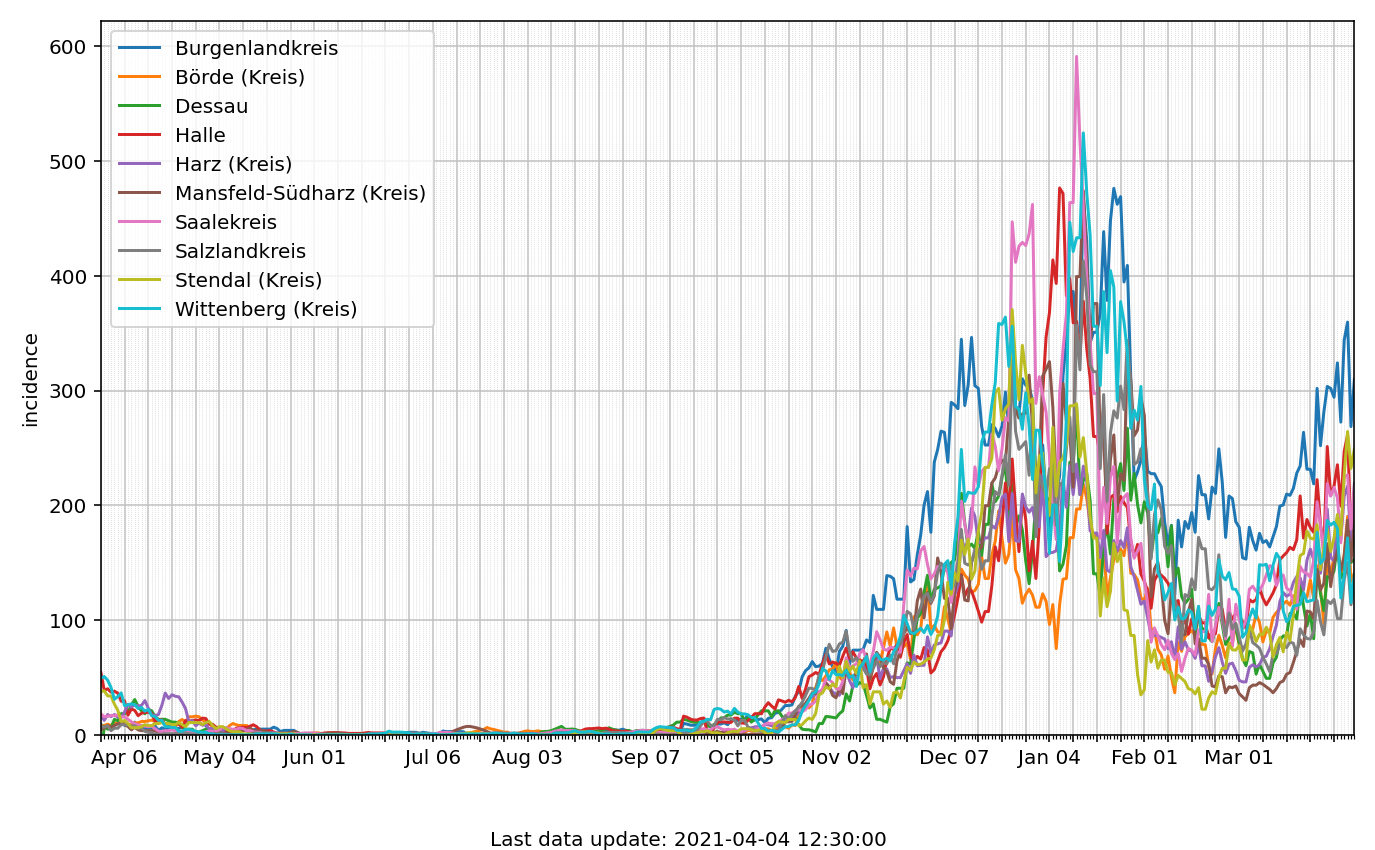 600
500
400
300
200
100
0
incidence
Burgenlandkreis
Börde (Kreis)
Dessau
Halle
Harz (Kreis)
Mansfeld-Südharz (Kreis)
Saalekreis
Salzlandkreis
Stendal (Kreis)
Wittenberg (Kreis)
Apr 06 May 04 Jun 01 Jul 06 Aug 03 Sep 07 Oct 05 Nov 02 Dec 07 Jan 04 Feb 01 Mar 01
Last data update: 2021-04-04 12:30:00